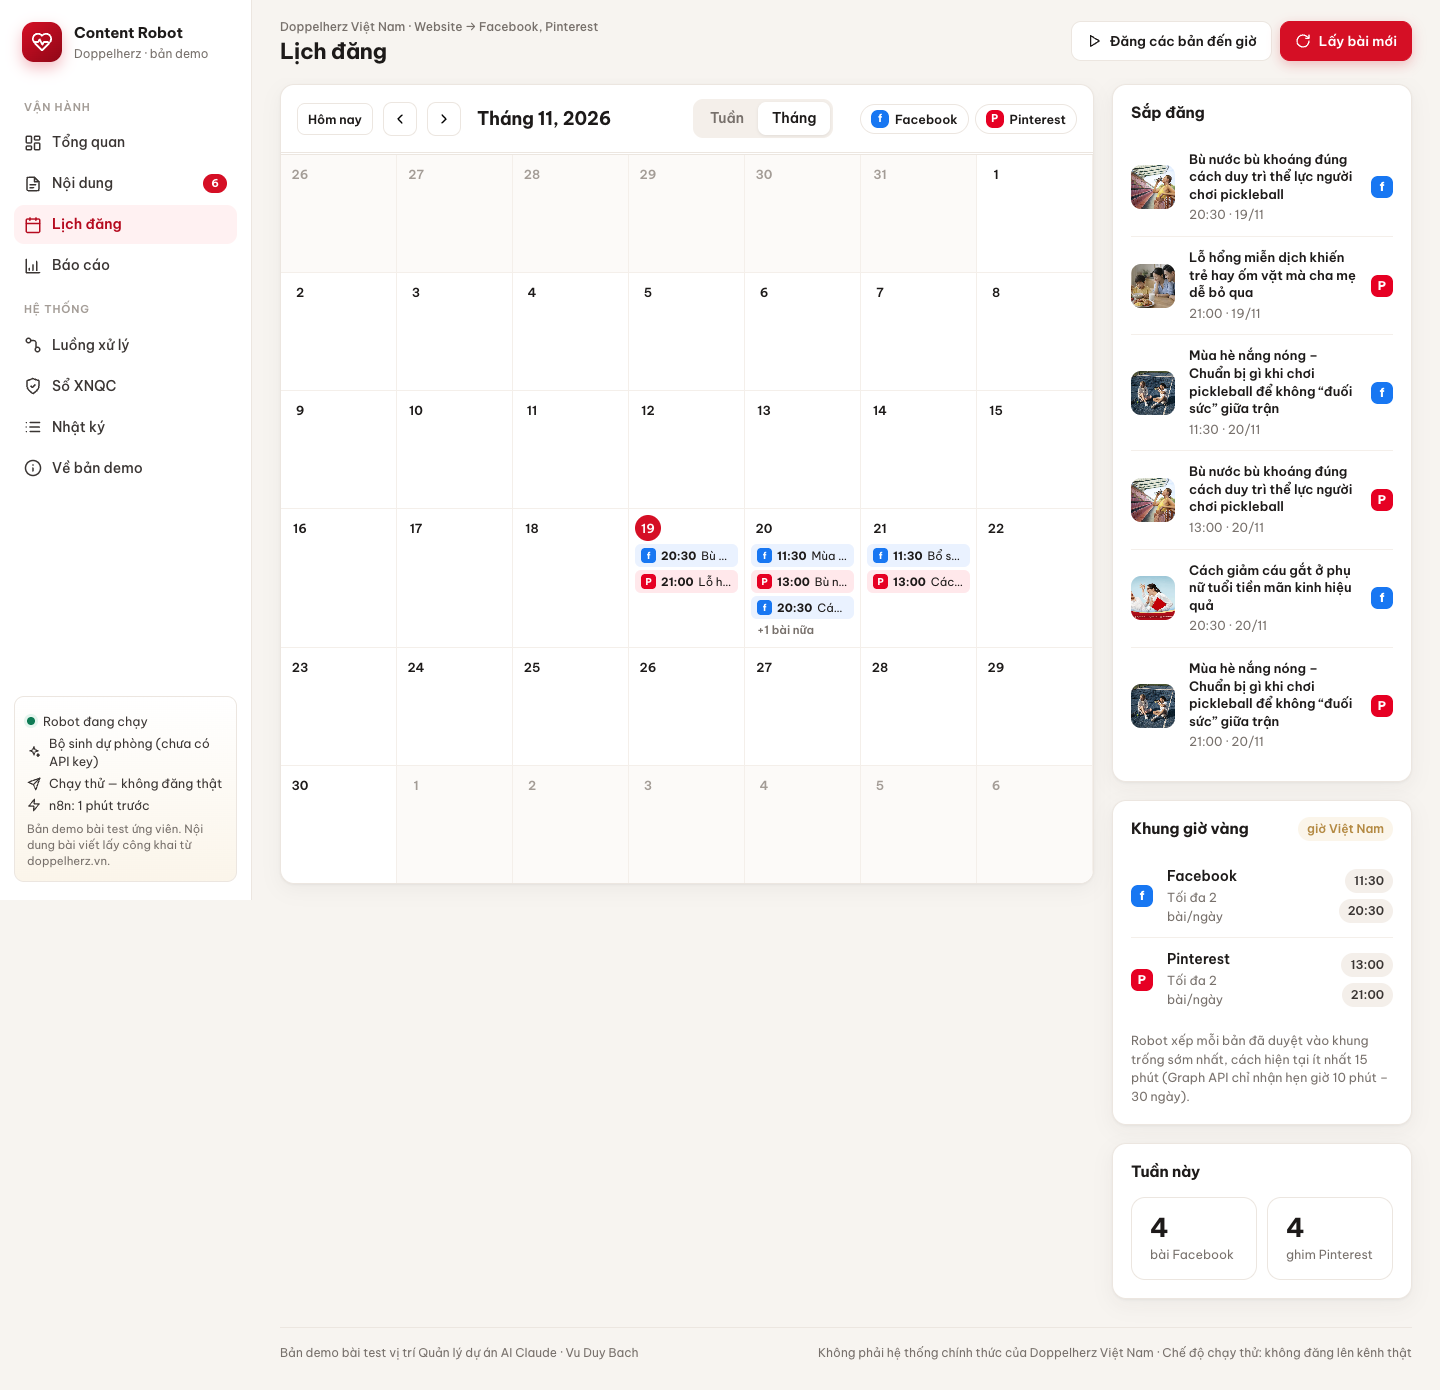 Content Robot
Doppelherz · bản demo
VẬN HÀNH
Tổng quan
Nội dung
6
Lịch đăng
Báo cáo
HỆ THỐNG
Luồng xử lý
Sổ XNQC
Nhật ký
Về bản demo
Robot đang chạy
Bộ sinh dự phòng (chưa có
API key)
Chạy thử — không đăng thật
n8n: 1 phút trước
Bản demo bài test ứng viên. Nội
dung bài viết lấy công khai từ
doppelherz.vn.
Doppelherz Việt Nam · Website → Facebook, Pinterest
Lịch đăng
Đăng các bản đến giờ
Lấy bài mới
Hôm nay
Tháng 11, 2026
Tuần
Tháng
f Facebook
P Pinterest
26 27 28 29 30 31 1
2 3 4 5 6 7 8
9 10 11 12 13 14 15
16 17 18 19 20 21 22
f 20:30 Bù ...
P 21:00 Lỗ h...
f 11:30 Mùa ...
P 13:00 Bù n...
f 20:30 Cá...
+1 bài nữa
f 11:30 Bổ s...
P 13:00 Các...
23 24 25 26 27 28 29
30 1 2 3 4 5 6
Sắp đăng
Bù nước bù khoáng đúng
cách duy trì thể lực người
chơi pickleball
20:30 · 19/11
f
Lỗ hổng miễn dịch khiến
trẻ hay ốm vặt mà cha mẹ
dễ bỏ qua
21:00 · 19/11
P
Mùa hè nắng nóng –
Chuẩn bị gì khi chơi
pickleball để không “đuối
sức” giữa trận
11:30 · 20/11
f
Bù nước bù khoáng đúng
cách duy trì thể lực người
chơi pickleball
13:00 · 20/11
P
Cách giảm cáu gắt ở phụ
nữ tuổi tiền mãn kinh hiệu
quả
20:30 · 20/11
f
Mùa hè nắng nóng –
Chuẩn bị gì khi chơi
pickleball để không “đuối
sức” giữa trận
21:00 · 20/11
P
Khung giờ vàng
giờ Việt Nam
f
Facebook
Tối đa 2
bài/ngày
11:30
20:30
P
Pinterest
Tối đa 2
bài/ngày
13:00
21:00
Robot xếp mỗi bản đã duyệt vào khung
trống sớm nhất, cách hiện tại ít nhất 15
phút (Graph API chỉ nhận hẹn giờ 10 phút –
30 ngày).
Tuần này
4
bài Facebook
4
ghim Pinterest
Bản demo bài test vị trí Quản lý dự án AI Claude · Vu Duy Bach
Không phải hệ thống chính thức của Doppelherz Việt Nam · Chế độ chạy thử: không đăng lên kênh thật